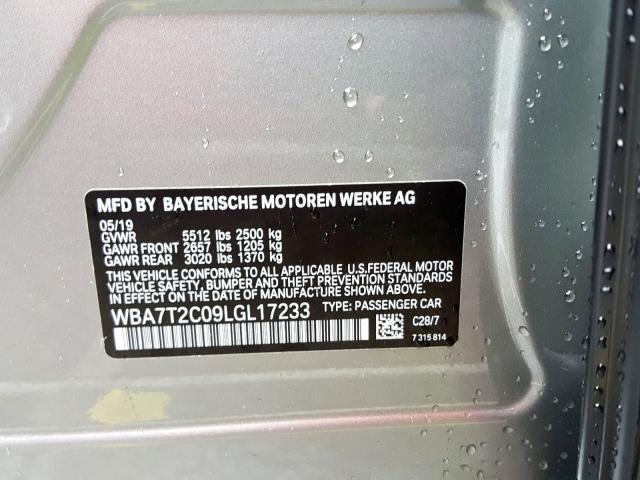 MFD BY BAYERISCHE MOTOREN WERKE AG
05/19
GVWR 5512 lbs 2500 kg
GAWR FRONT 2657 lbs 1205 kg
GAWR REAR 3020 lbs 1370 kg
THIS VEHICLE CONFORMS TO ALL APPLICABLE U.S.FEDERAL MOTOR
VEHICLE SAFETY, BUMPER, AND THEFT PREVENTION STANDARDS
IN EFFECT ON THE DATE OF MANUFACTURE SHOWN ABOVE.
WBA7T2C09LGL17233 TYPE: PASSENGER CAR
C28/7
7 315 814